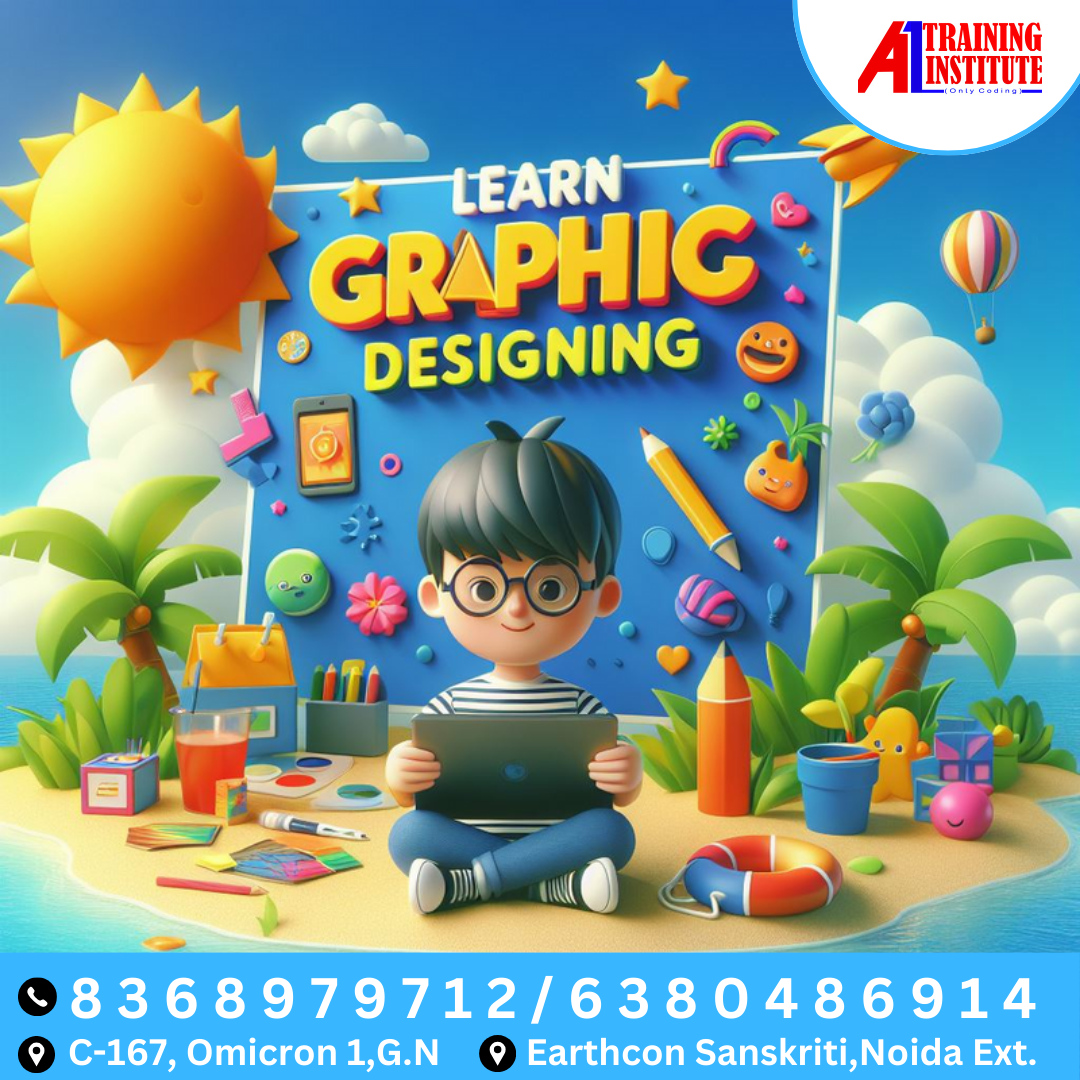 A1 TRAINING
INSTITUTE
(Only Coding)
LEARN
GRAPHIC
DESIGNING
8368979712/6380486914
C-167, Omicron 1,G.N
Earthcon Sanskriti,Noida Ext.